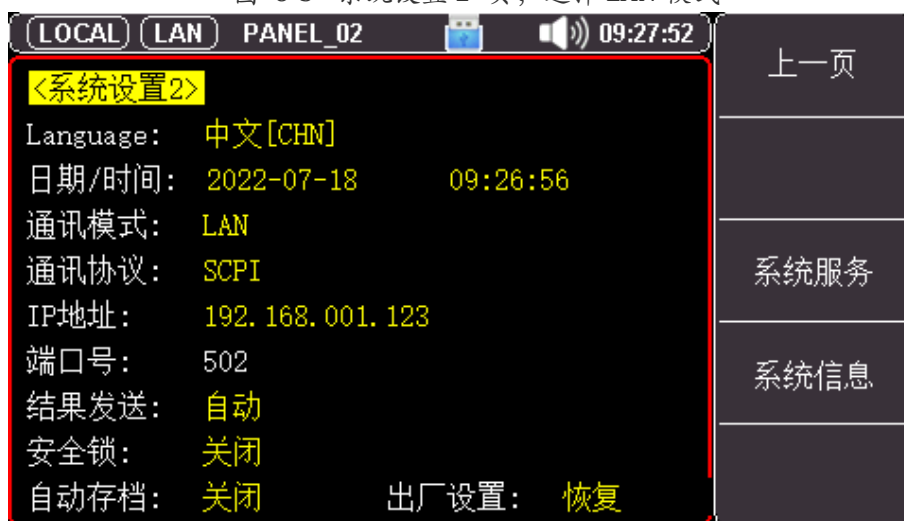 (LOCAL) (LAN) PANEL_02 09:27:52
上一页
<系统设置2>
Language: 中文[CHN]
日期/时间: 2022-07-18 09:26:56
通讯模式: LAN
通讯协议: SCPI
系统服务
IP地址: 192.168.001.123
端口号: 502
系统信息
结果发送: 自动
安全锁: 关闭
自动存档: 关闭 出厂设置: 恢复